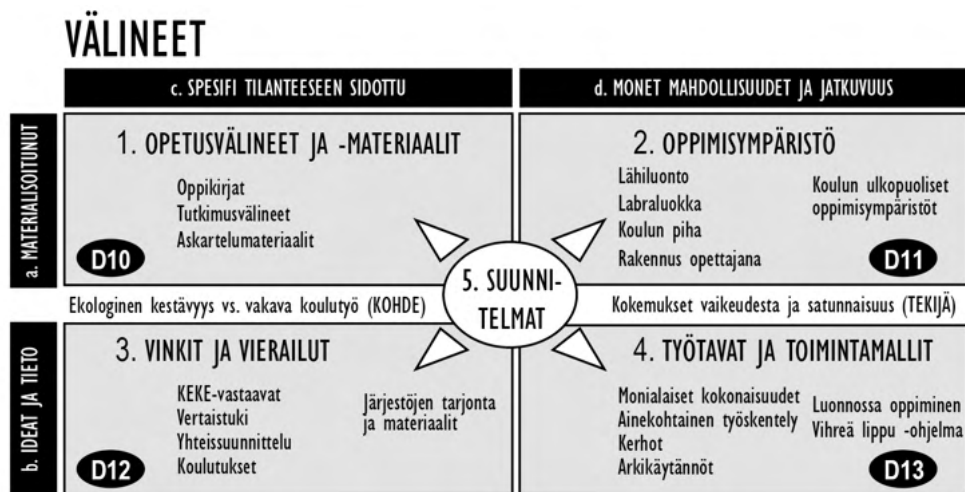 VÄLINEET
c. SPESIFI TILANTEESEEN SIDOTTU
d. MONET MAHDOLLISUUDET JA JATKUVUUS
a. MATERIALISOITUNUT
1. OPETUSVÄLINEET JA -MATERIAALIT
Oppikirjat
Tutkimusvälineet
Askartelumateriaalit
D10
2. OPPIMISYMPÄRISTÖ
Lähiluonto
Labraluokka
Koulun piha
Rakennus opettajana
Koulun ulkopuoliset
oppimisympäristöt
D11
5. SUUNNI-
TELMAT
Ekologinen kestävyys vs. vakava koulutyö (KOHDE)
Kokemukset vaikeudesta ja satunnaisuus (TEKIJÄ)
b. IDEAT JA TIETO
3. VINKIT JA VIERAILUT
KEKE-vastaavat
Vertaistuki
Yhteissuunnittelu
Koulutukset
Järjestöjen tarjonta
ja materiaalit
D12
4. TYÖTAVAT JA TOIMINTAMALLIT
Monialaiset kokonaisuudet
Ainekohtainen työskentely
Kerhot
Arkikäytännöt
Luonnossa oppiminen
Vihreä lippu -ohjelma
D13